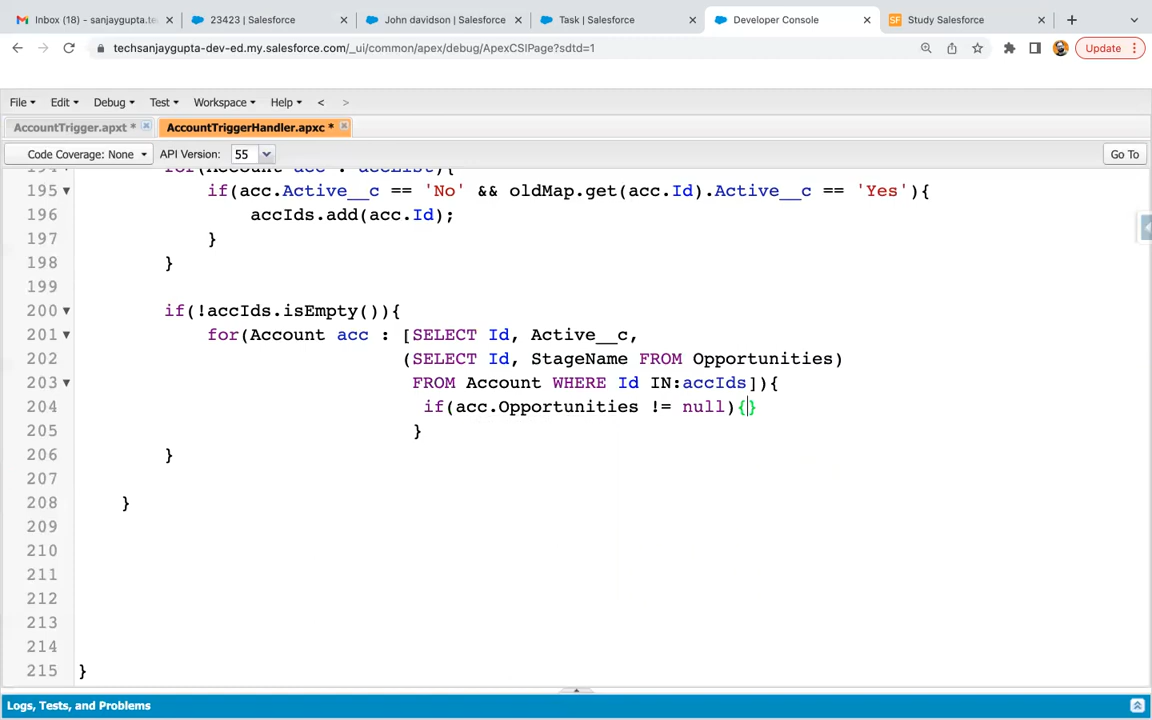 Inbox (18) - sanjaygupta.te
23423 | Salesforce
John davidson | Salesforce
Task | Salesforce
Developer Console
Study Salesforce
techsanjaygupta-dev-ed.my.salesforce.com/_ui/common/apex/debug/ApexCSIPage?sdtd=1
Update
File Edit Debug Test Workspace Help < >
AccountTrigger.apxt *
AccountTriggerHandler.apxc *
Code Coverage: None API Version: 55 Go To
194 for(Account acc : accList){
195 if(acc.Active__c == 'No' && oldMap.get(acc.Id).Active__c == 'Yes'){
196 accIds.add(acc.Id);
197 }
198 }
199
200 if(!accIds.isEmpty()){
201 for(Account acc : [SELECT Id, Active__c,
202 (SELECT Id, StageName FROM Opportunities)
203 FROM Account WHERE Id IN:accIds]){
204 if(acc.Opportunities != null){}
205 }
206 }
207
208 }
209
210
211
212
213
214
215 }
Logs, Tests, and Problems